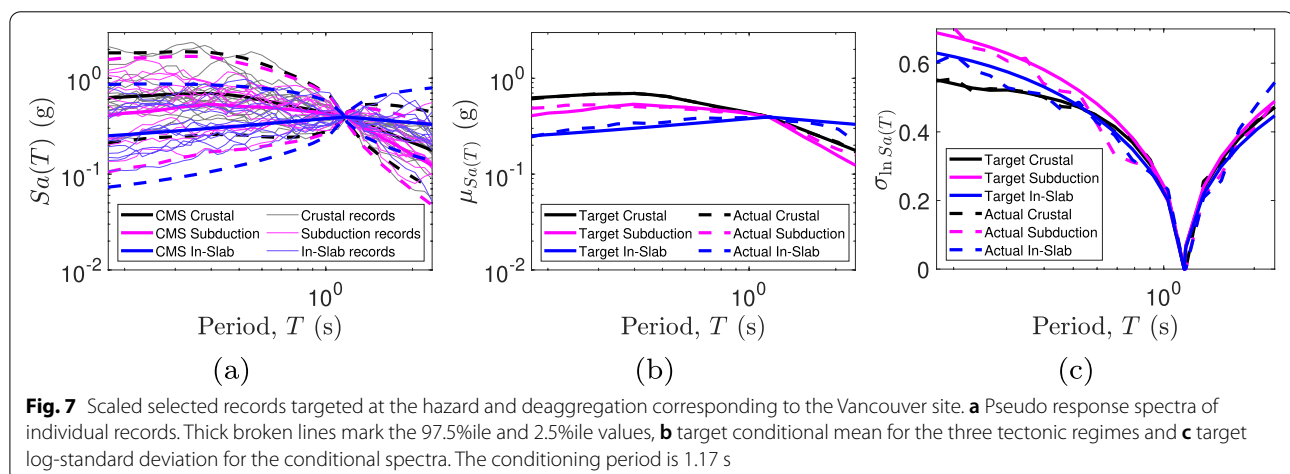 Sa(T) (g)
10^0
10^-1
10^-2
CMS Crustal
CMS Subduction
CMS In-Slab
Crustal records
Subduction records
In-Slab records
10^0
Period, T (s)
(a)
μ_Sa(T) (g)
10^0
10^-1
10^-2
Target Crustal
Target Subduction
Target In-Slab
Actual Crustal
Actual Subduction
Actual In-Slab
10^0
Period, T (s)
(b)
σ_ln Sa(T)
0.6
0.4
0.2
0
Target Crustal
Target Subduction
Target In-Slab
Actual Crustal
Actual Subduction
Actual In-Slab
10^0
Period, T (s)
(c)
Fig. 7 Scaled selected records targeted at the hazard and deaggregation corresponding to the Vancouver site. a Pseudo response spectra of
individual records. Thick broken lines mark the 97.5%ile and 2.5%ile values, b target conditional mean for the three tectonic regimes and c target
log-standard deviation for the conditional spectra. The conditioning period is 1.17 s